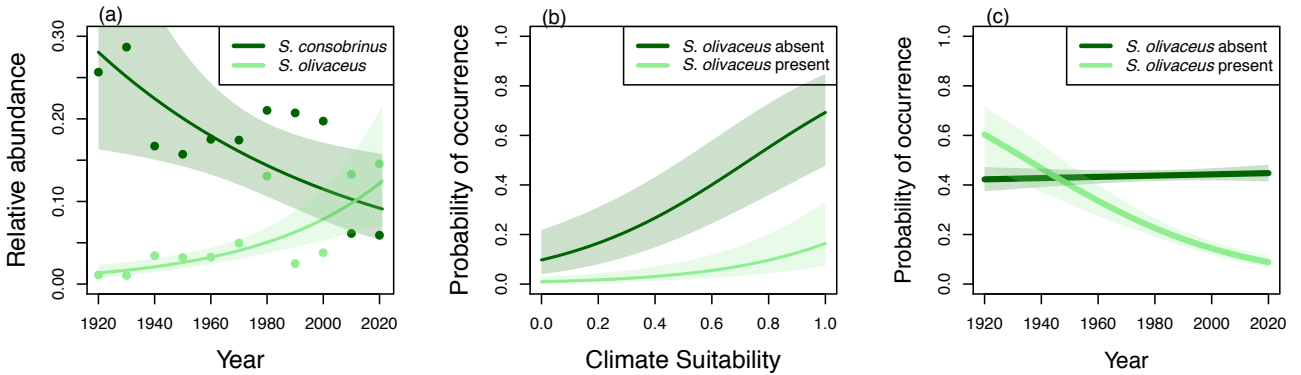 (a)
S. consobrinus
S. olivaceus
Relative abundance
0.00
0.10
0.20
0.30
1920 1940 1960 1980 2000 2020
Year
(b)
S. olivaceus absent
S. olivaceus present
Probability of occurrence
0.0
0.2
0.4
0.6
0.8
1.0
0.0 0.2 0.4 0.6 0.8 1.0
Climate Suitability
(c)
S. olivaceus absent
S. olivaceus present
Probability of occurrence
0.0
0.2
0.4
0.6
0.8
1.0
1920 1940 1960 1980 2000 2020
Year